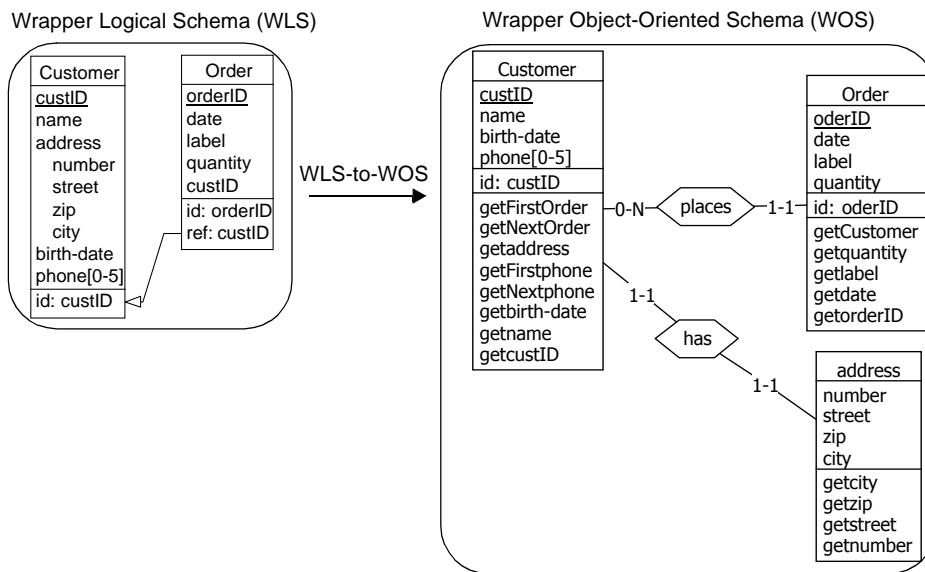 Wrapper Logical Schema (WLS)
Customer
custID
name
address
number
street
zip
city
birth-date
phone[0-5]
id: custID
Order
orderID
date
label
quantity
custID
id: orderID
ref: custID
WLS-to-WOS
Wrapper Object-Oriented Schema (WOS)
Customer
custID
name
birth-date
phone[0-5]
id: custID
getFirstOrder
getNextOrder
getaddress
getFirstphone
getNextphone
getbirth-date
getname
getcustID
0-N
places
1-1
Order
oderID
date
label
quantity
id: oderID
getCustomer
getquantity
getlabel
getdate
getorderID
1-1
has
1-1
address
number
street
zip
city
getcity
getzip
getstreet
getnumber